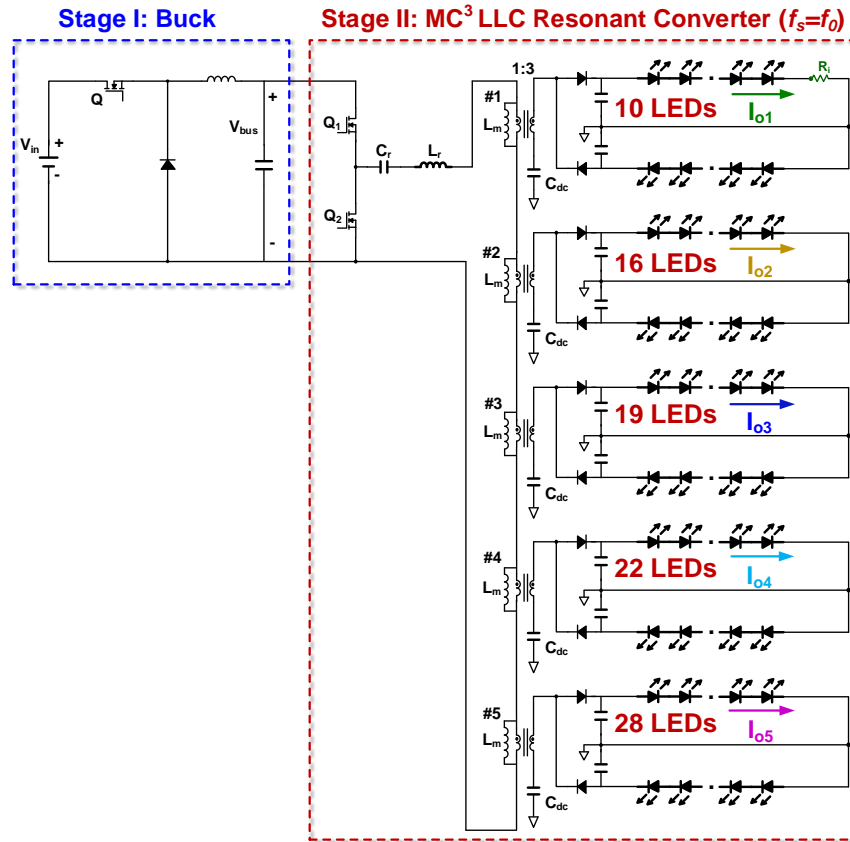 Stage I: Buck
Stage II: MC³ LLC Resonant Converter (fs=f0)
Q
Vin
+
-
Vbus
+
-
Q1
Q2
Cr
Lr
1:3
#1
Lm
Cdc
10 LEDs
Io1
Ri
#2
Lm
Cdc
16 LEDs
Io2
#3
Lm
Cdc
19 LEDs
Io3
#4
Lm
Cdc
22 LEDs
Io4
#5
Lm
Cdc
28 LEDs
Io5